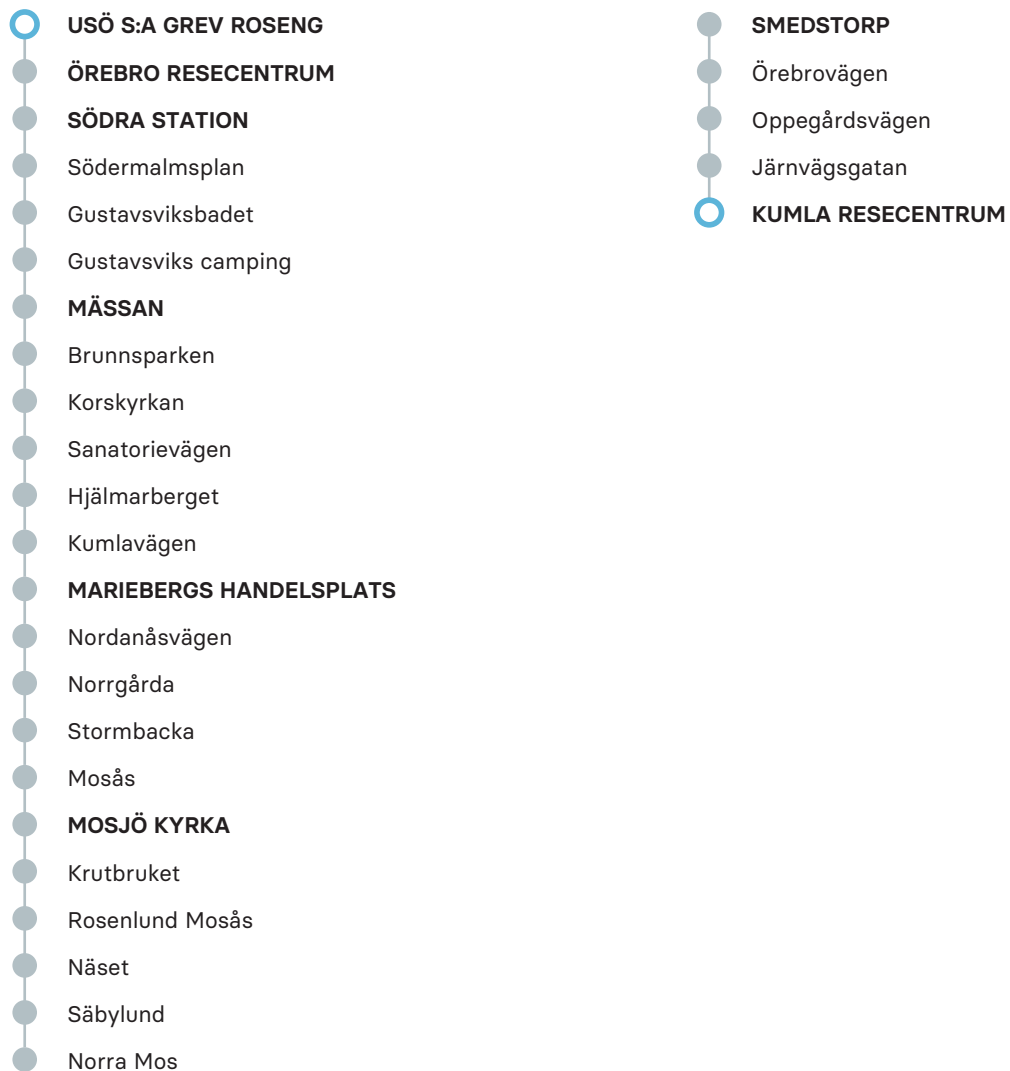 USÖ S:A GREV ROSENG
ÖREBRO RESECENTRUM
SÖDRA STATION
Södermalmsplan
Gustavsviksbadet
Gustavsviks camping
MÄSSAN
Brunnsparken
Korskyrkan
Sanatorievägen
Hjälmarberget
Kumlavägen
MARIEBERGS HANDELSPLATS
Nordanåsvägen
Norrgårda
Stormbacka
Mosås
MOSJÖ KYRKA
Krutbruket
Rosenlund Mosås
Näset
Säbylund
Norra Mos
SMEDSTORP
Örebrovägen
Oppegårdsvägen
Järnvägsgatan
KUMLA RESECENTRUM